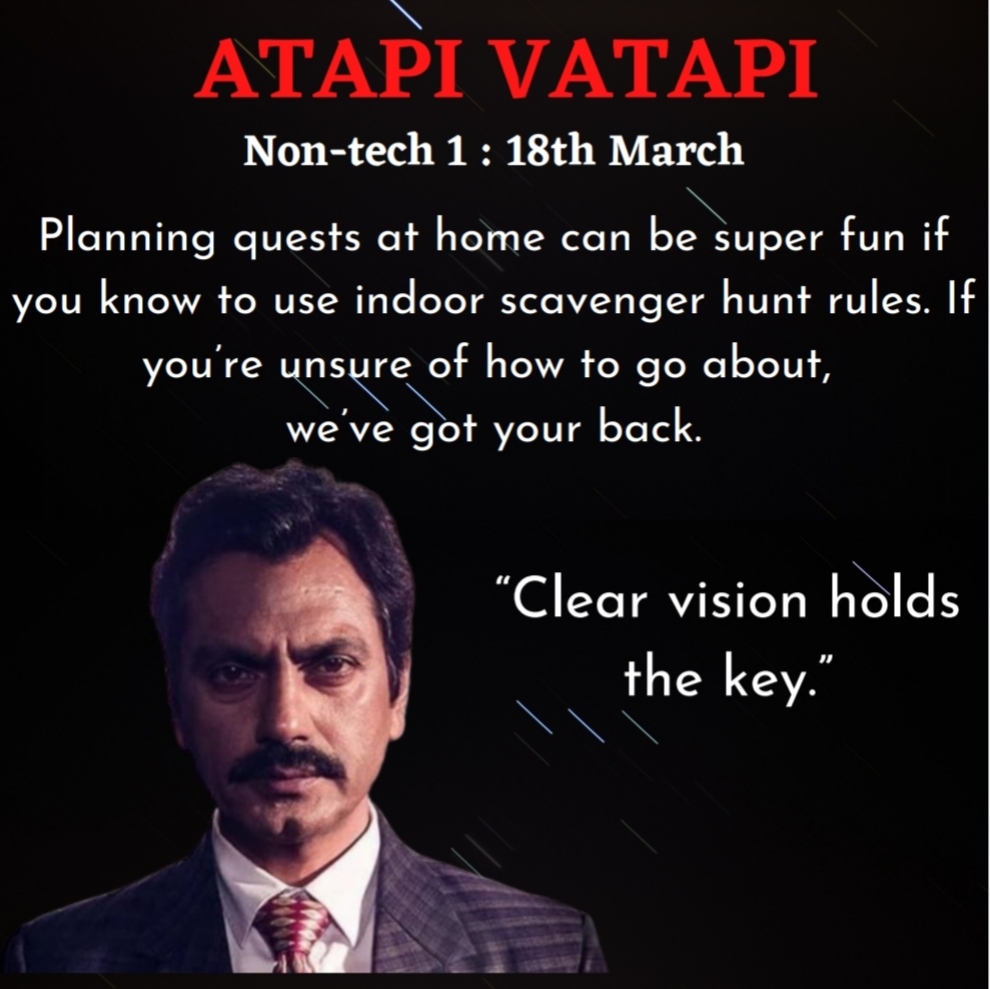 ATAPI VATAPI
Non-tech 1 : 18th March
Planning quests at home can be super fun if
you know to use indoor scavenger hunt rules. If
you're unsure of how to go about,
we've got your back.
“Clear vision holds
the key.”